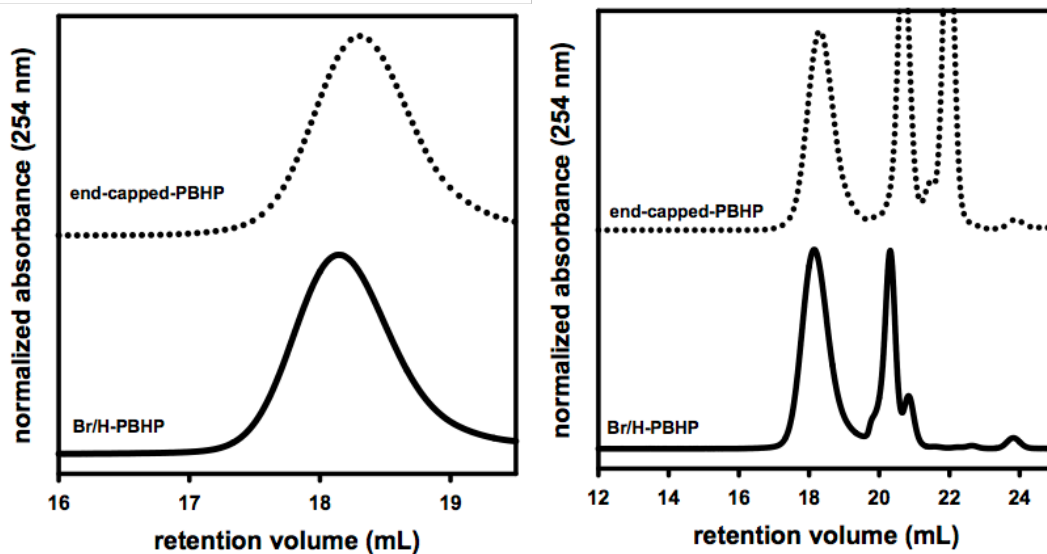 normalized absorbance (254 nm)
end-capped-PBHP
Br/H-PBHP
16 17 18 19
retention volume (mL)
normalized absorbance (254 nm)
end-capped-PBHP
Br/H-PBHP
12 14 16 18 20 22 24
retention volume (mL)